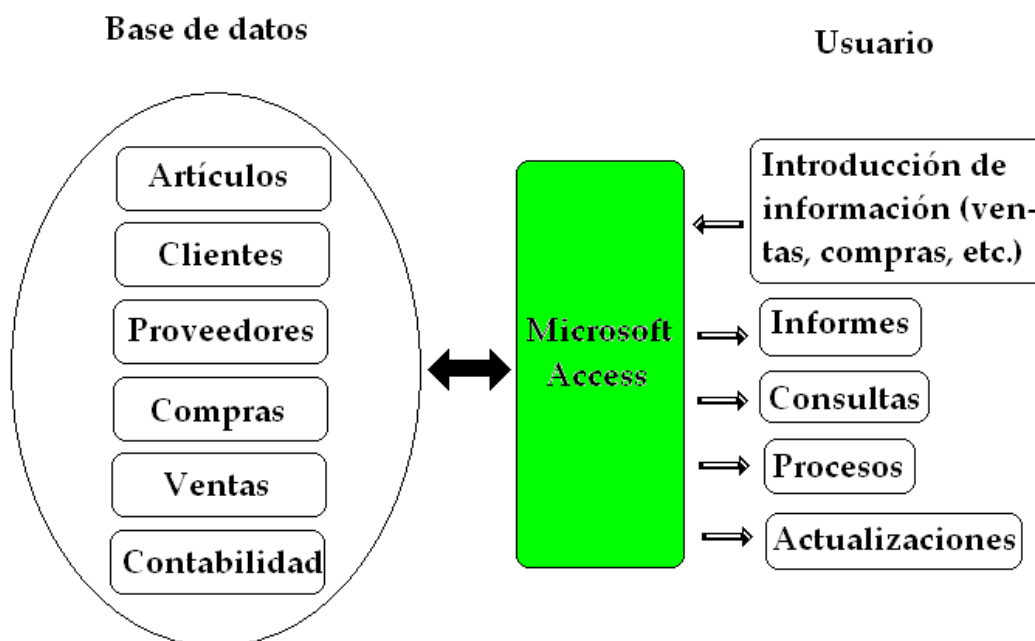 Base de datos
Usuario
Artículos
Clientes
Proveedores
Compras
Ventas
Contabilidad
Microsoft
Access
Introducción de
información (ven-
tas, compras, etc.)
Informes
Consultas
Procesos
Actualizaciones